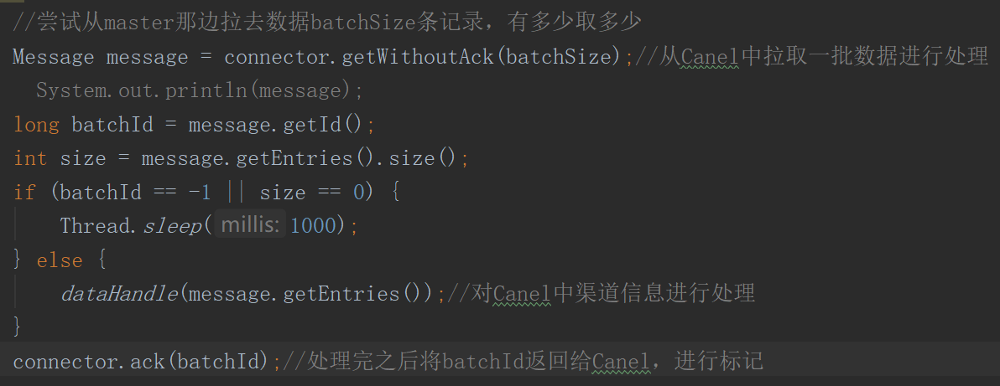 //尝试从master那边拉去数据batchSize条记录，有多少取多少
Message message = connector.getWithoutAck(batchSize);//从Canel中拉取一批数据进行处理
System.out.println(message);
long batchId = message.getId();
int size = message.getEntries().size();
if (batchId == -1 || size == 0) {
Thread.sleep( millis: 1000);
} else {
dataHandle(message.getEntries());//对Canel中渠道信息进行处理
}
connector.ack(batchId);//处理完之后将batchId返回给Canel，进行标记